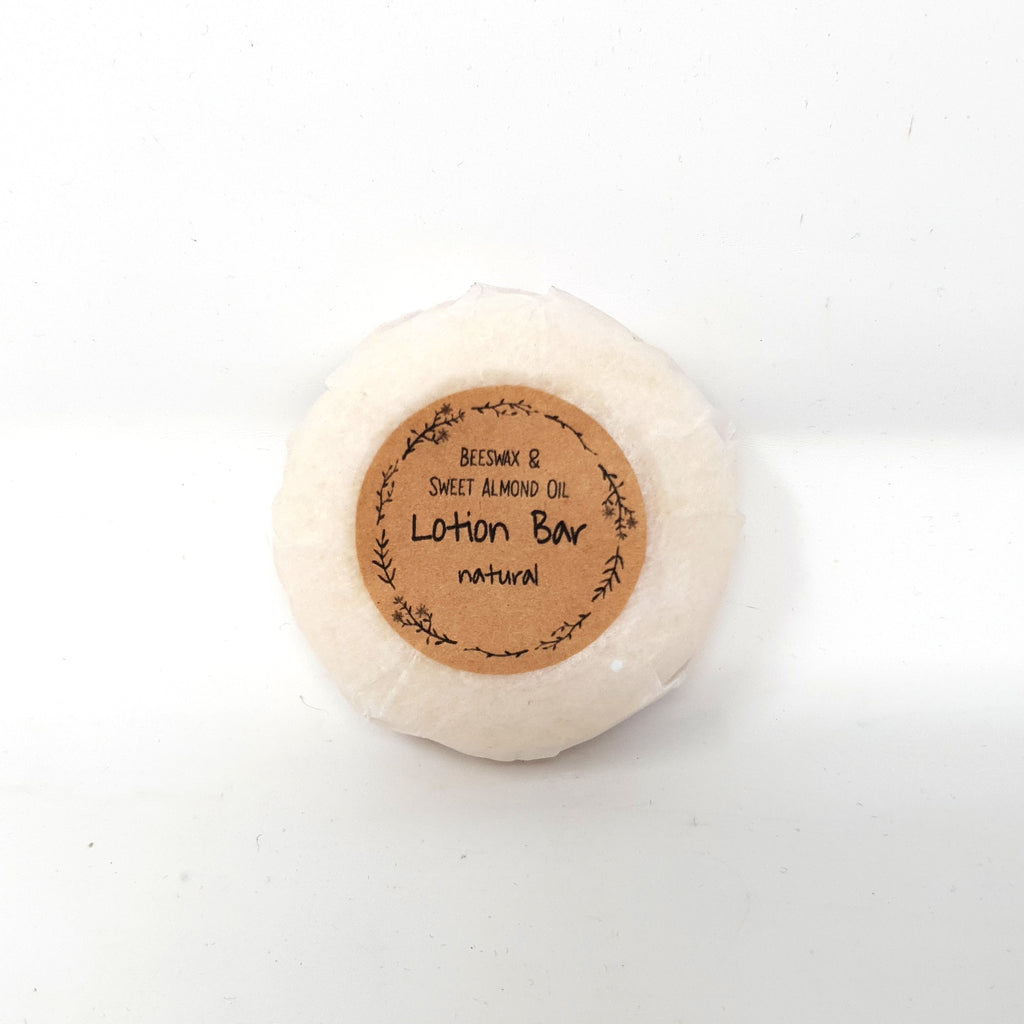 BEESWAX &
SWEET ALMOND OIL
Lotion Bar
natural